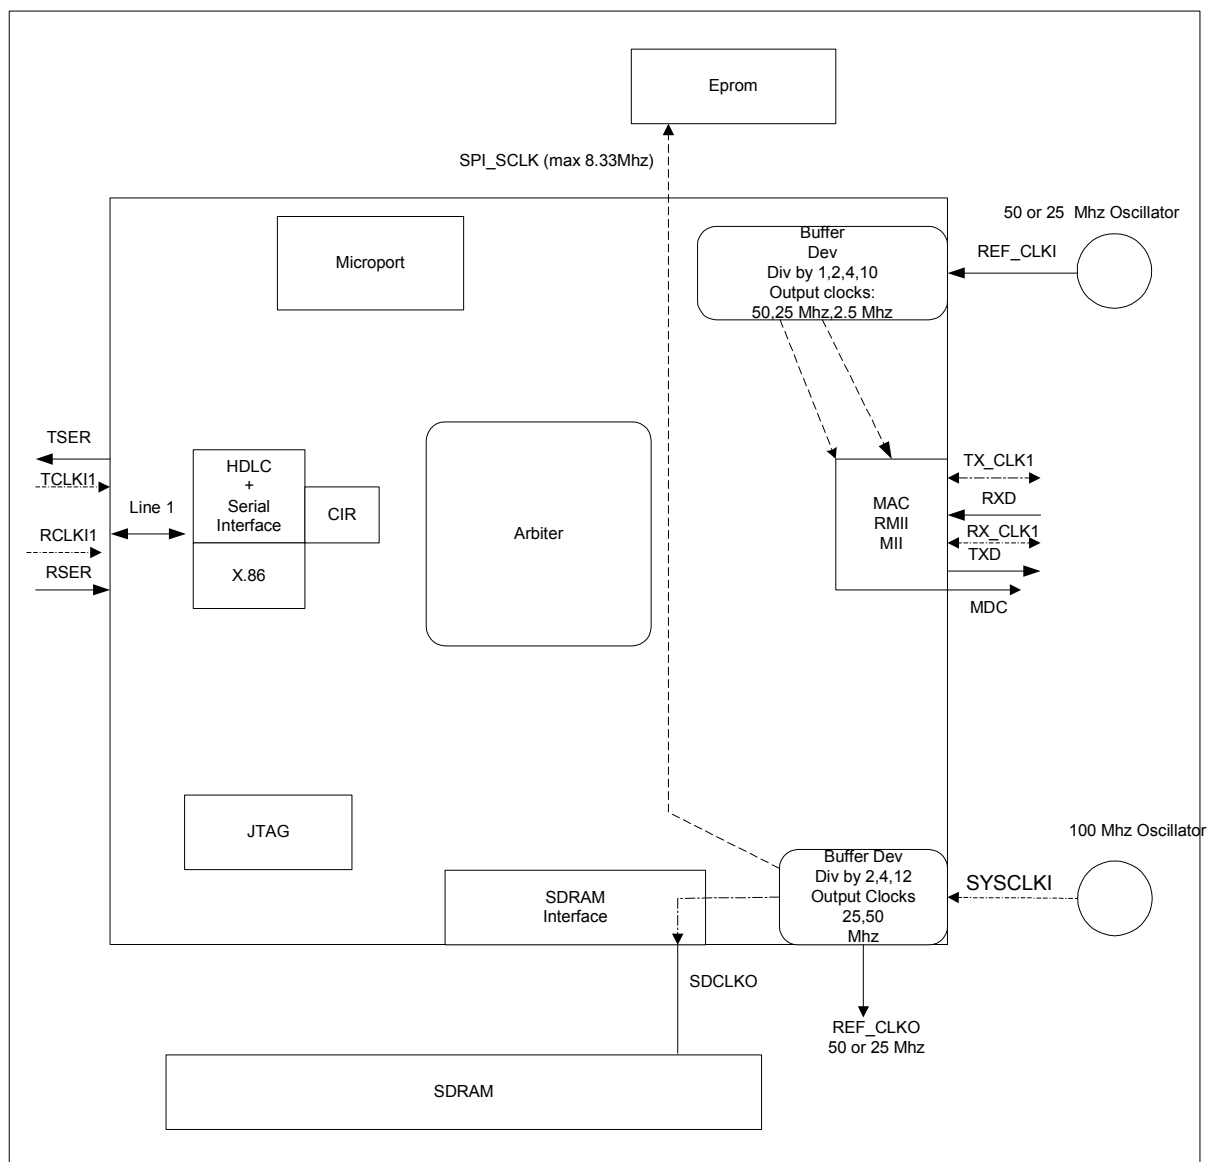 Eprom
SPI_SCLK (max 8.33Mhz)
50 or 25 Mhz Oscillator
REF_CLKI
Microport
Buffer
Dev
Div by 1,2,4,10
Output clocks:
50,25 Mhz,2.5 Mhz
TSER
TCLKI1
Line 1
RCLKI1
RSER
HDLC
+
Serial
Interface
CIR
X.86
Arbiter
MAC
RMII
MII
TX_CLK1
RXD
RX_CLK1
TXD
MDC
JTAG
SDRAM
Interface
Buffer Dev
Div by 2,4,12
Output Clocks
25,50
Mhz
100 Mhz Oscillator
SYSCLKI
SDCLKO
REF_CLKO
50 or 25 Mhz
SDRAM